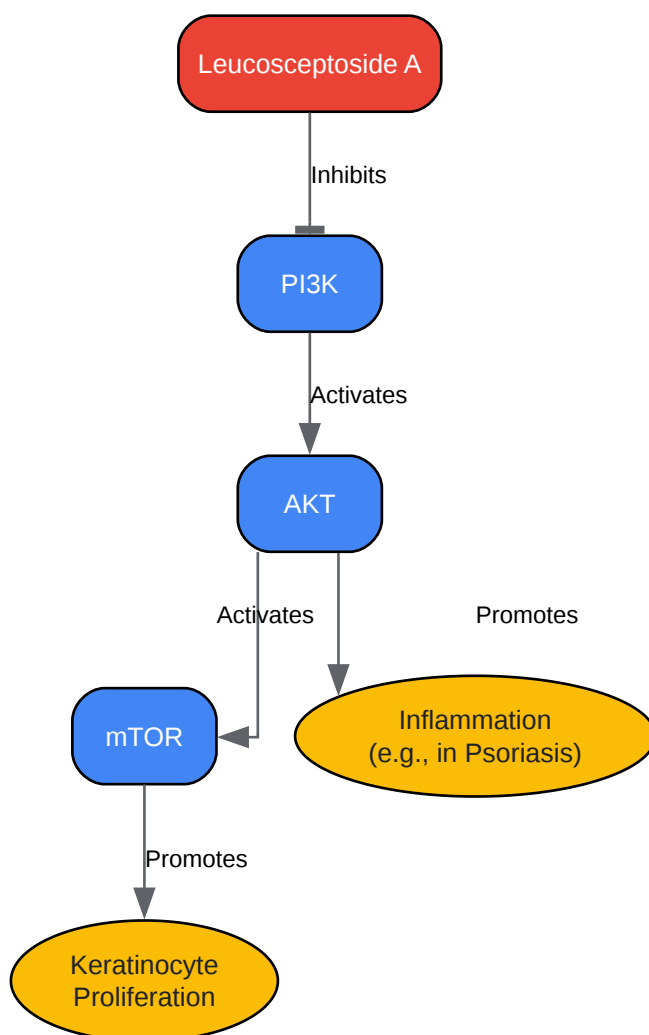 Leucosceptoside A
Inhibits
PI3K
Activates
AKT
Activates
Promotes
mTOR
Inflammation
(e.g., in Psoriasis)
Promotes
Keratinocyte
Proliferation